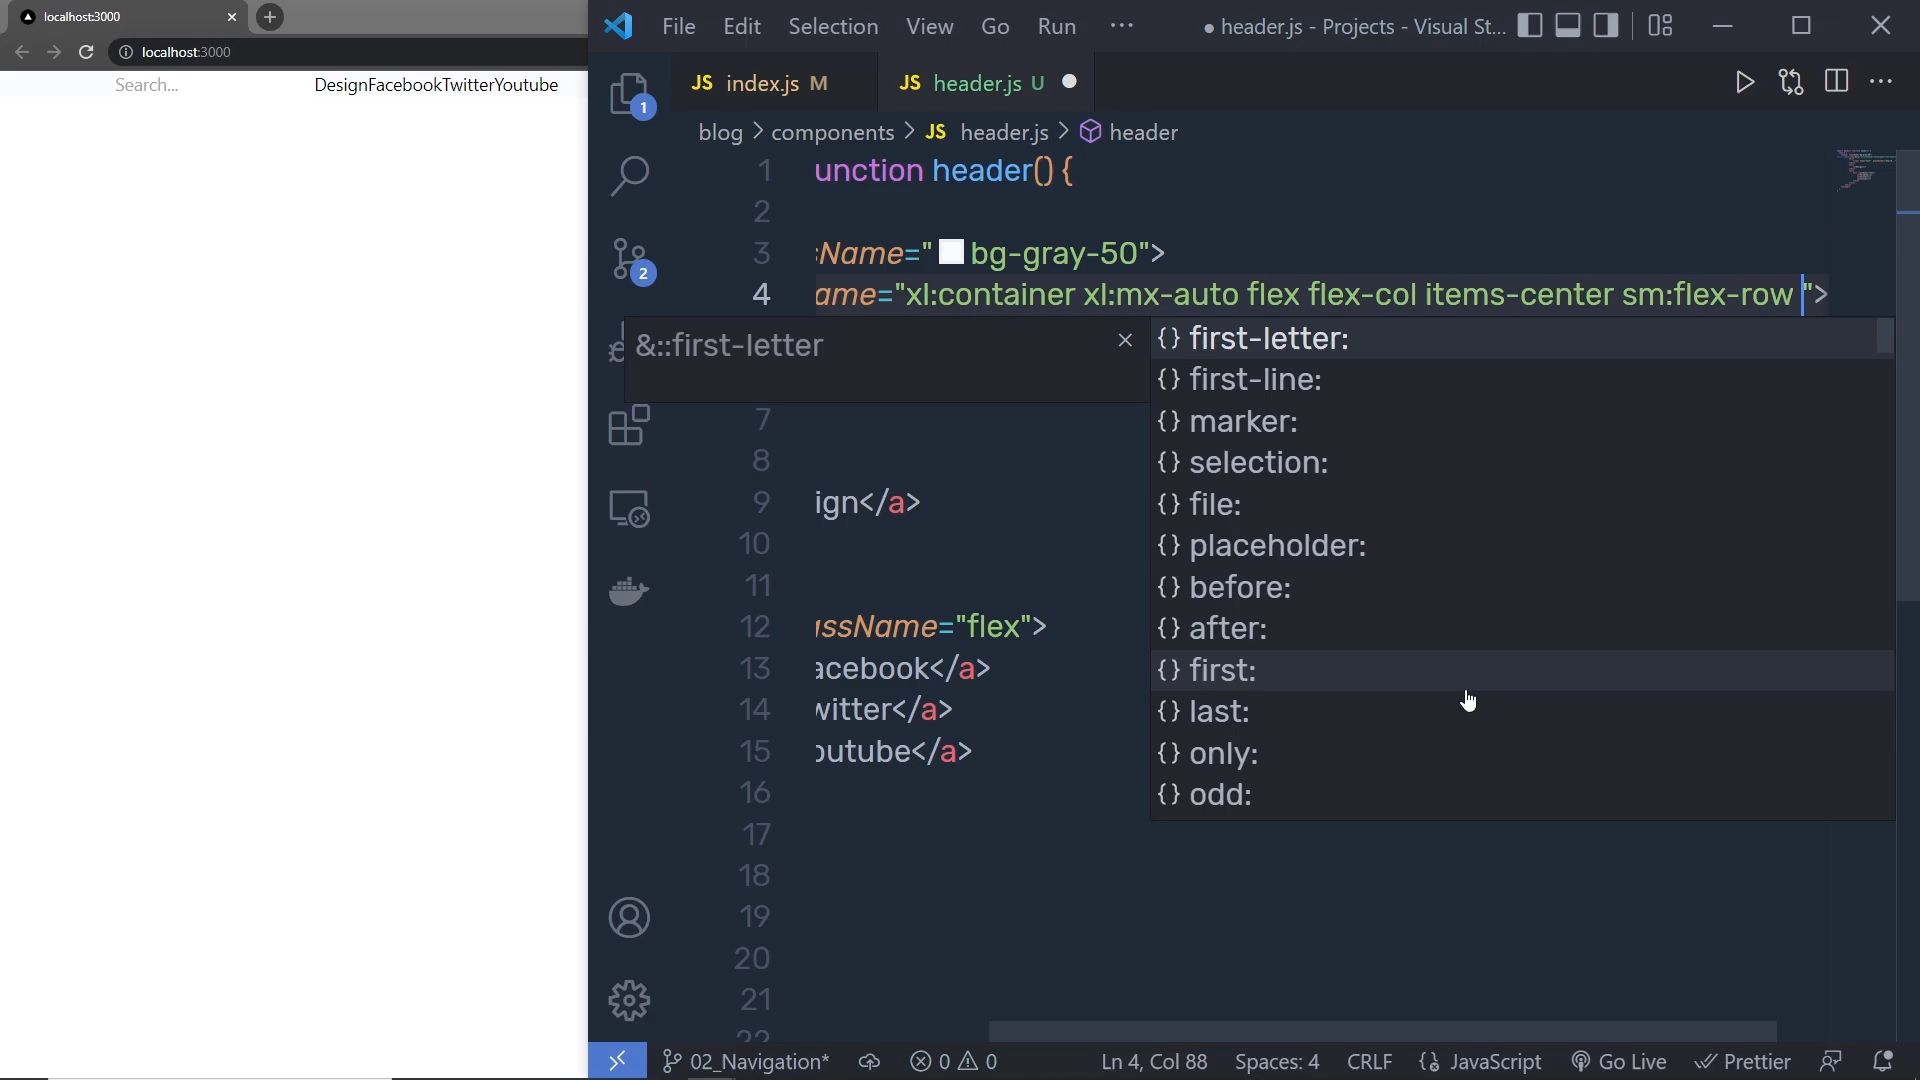 localhost:3000
localhost:3000
Search...
DesignFacebookTwitterYoutube
File Edit Selection View Go Run ··· ● header.js - Projects - Visual St...
JS index.js M
JS header.js U ●
blog > components > JS header.js > header
1 unction header() {
2
3 sName=" bg-gray-50">
4 ame="xl:container xl:mx-auto flex flex-col items-center sm:flex-row ">
&::first-letter
{} first-letter:
{} first-line:
{} marker:
{} selection:
{} file:
{} placeholder:
{} before:
{} after:
{} first:
{} last:
{} only:
{} odd:
7
8
9 ign</a>
10
11
12 assName="flex">
13 acebook</a>
14 witter</a>
15 outube</a>
16
17
18
19
20
21
22
1
2
02_Navigation* 0 0 Ln 4, Col 88 Spaces: 4 CRLF {} JavaScript Go Live Prettier